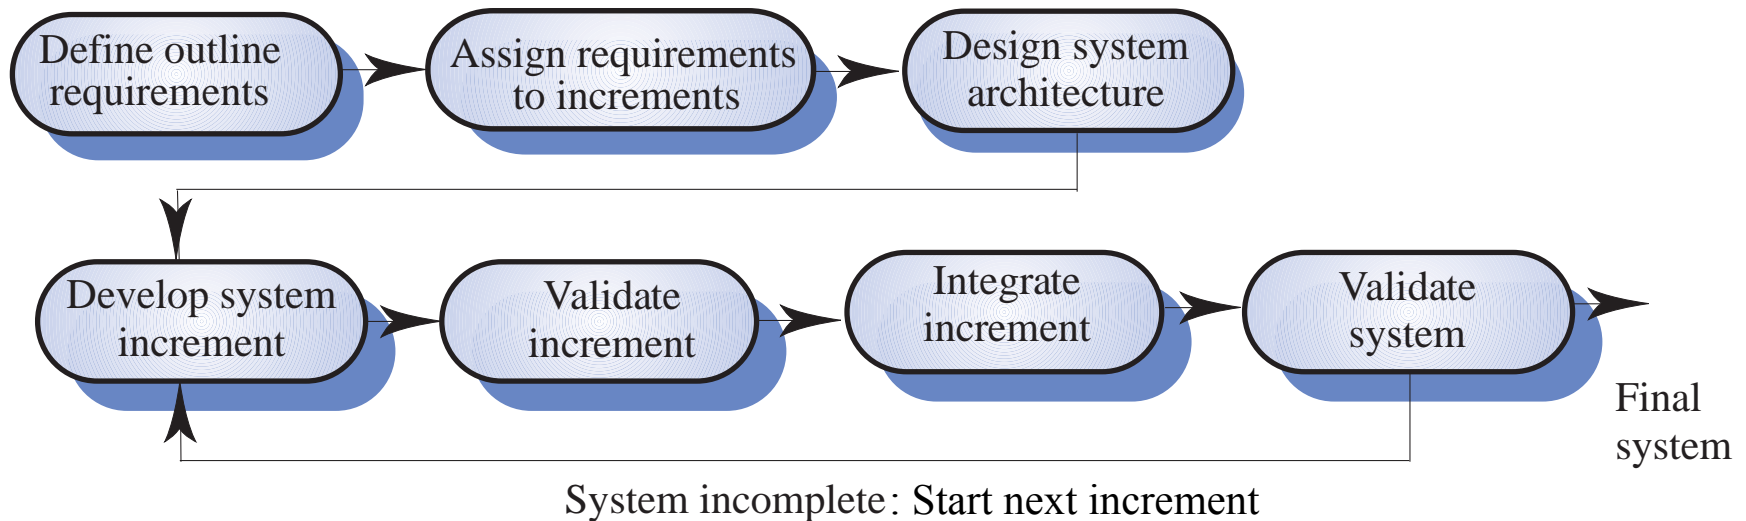 Define outline
requirements
Assign requirements
to increments
Design system
architecture
Develop system
increment
Validate
increment
Integrate
increment
Validate
system
Final
system
System incomplete: Start next increment